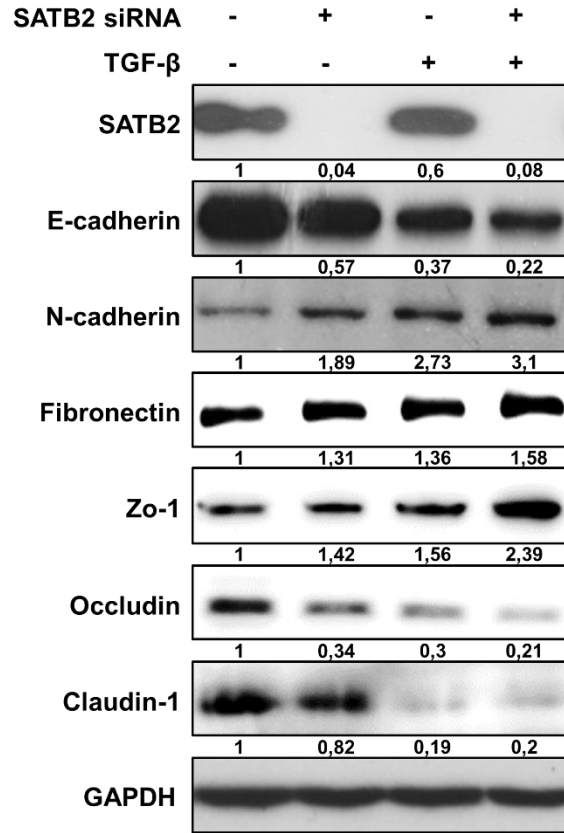 SATB2 siRNA - + - +
TGF-β - - + +
SATB2
1 0,04 0,6 0,08
E-cadherin
1 0,57 0,37 0,22
N-cadherin
1 1,89 2,73 3,1
Fibronectin
1 1,31 1,36 1,58
Zo-1
1 1,42 1,56 2,39
Occludin
1 0,34 0,3 0,21
Claudin-1
1 0,82 0,19 0,2
GAPDH